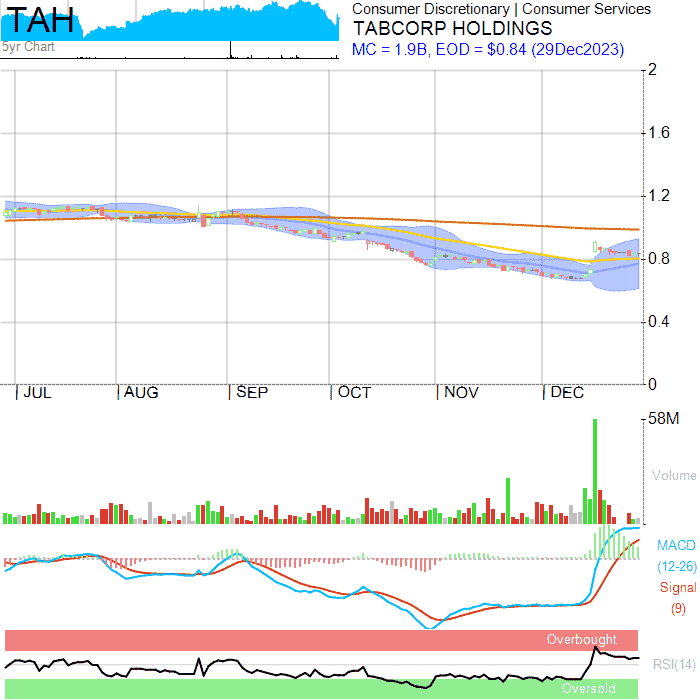 TAH
5yr Chart
Consumer Discretionary | Consumer Services
TABCORP HOLDINGS
MC = 1.9B, EOD = $0.84 (29Dec2023)
2
1.6
1.2
0.8
0.4
0
JUL AUG SEP OCT NOV DEC
58M
Volume
MACD
(12-26)
Signal
(9)
Overbought
RSI(14)
Oversold